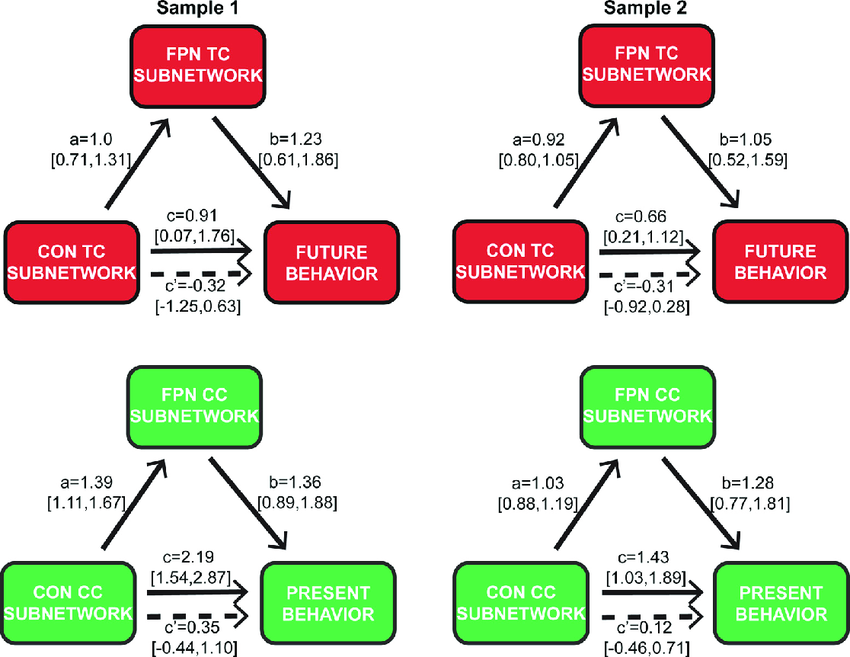 Sample 1
FPN TC
SUBNETWORK
a=1.0
[0.71,1.31]
b=1.23
[0.61,1.86]
c=0.91
[0.07,1.76]
CON TC
SUBNETWORK
FUTURE
BEHAVIOR
c'=-0.32
[-1.25,0.63]
Sample 2
FPN TC
SUBNETWORK
a=0.92
[0.80,1.05]
b=1.05
[0.52,1.59]
c=0.66
[0.21,1.12]
CON TC
SUBNETWORK
FUTURE
BEHAVIOR
c'=-0.31
[-0.92,0.28]
FPN CC
SUBNETWORK
a=1.39
[1.11,1.67]
b=1.36
[0.89,1.88]
c=2.19
[1.54,2.87]
CON CC
SUBNETWORK
PRESENT
BEHAVIOR
c'=0.35
[-0.44,1.10]
FPN CC
SUBNETWORK
a=1.03
[0.88,1.19]
b=1.28
[0.77,1.81]
c=1.43
[1.03,1.89]
CON CC
SUBNETWORK
PRESENT
BEHAVIOR
c'=0.12
[-0.46,0.71]